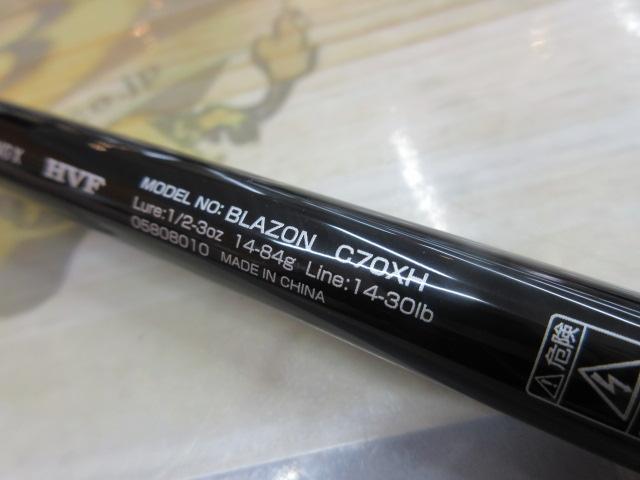 HVF
MODEL NO: BLAZON C70XH
Lure:1/2-3oz 14-84g Line:14-30lb
05808010 MADE IN CHINA
危険